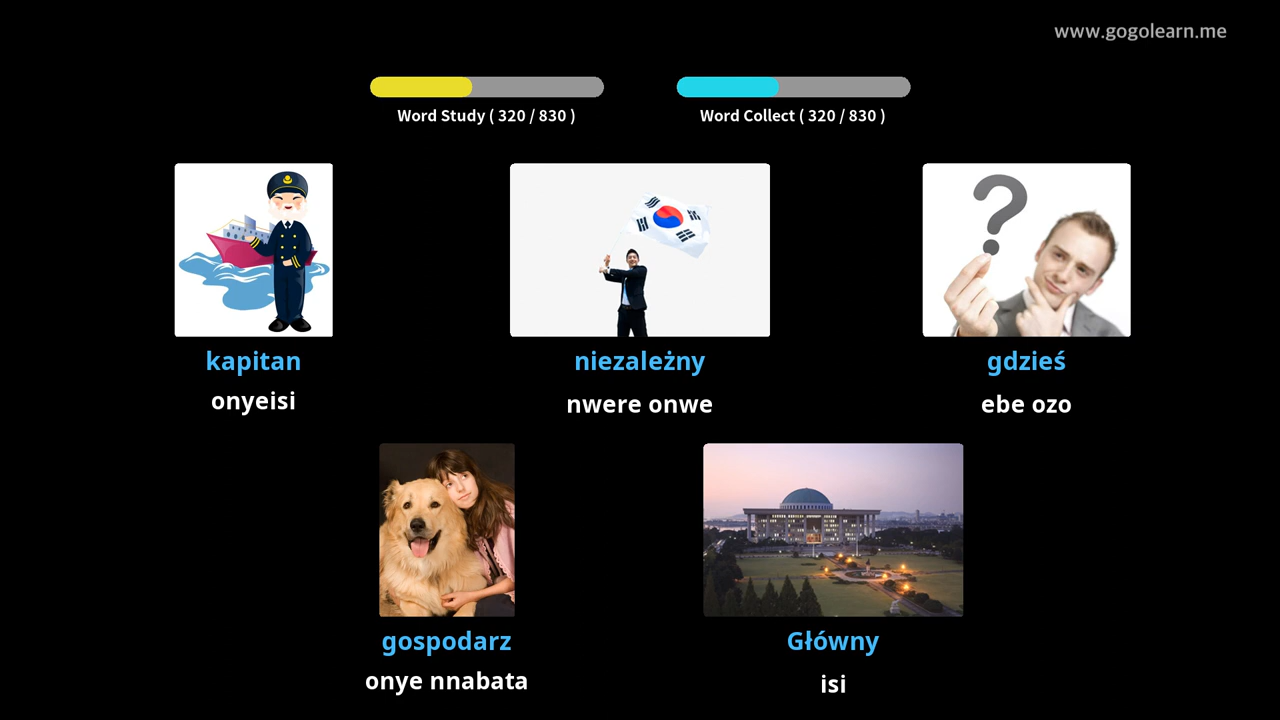 www.gogolearn.me
Word Study ( 320 / 830 )
Word Collect ( 320 / 830 )
kapitan
onyeisi
niezależny
nwere onwe
gdzieś
ebe ozo
gospodarz
onye nnabata
Główny
isi